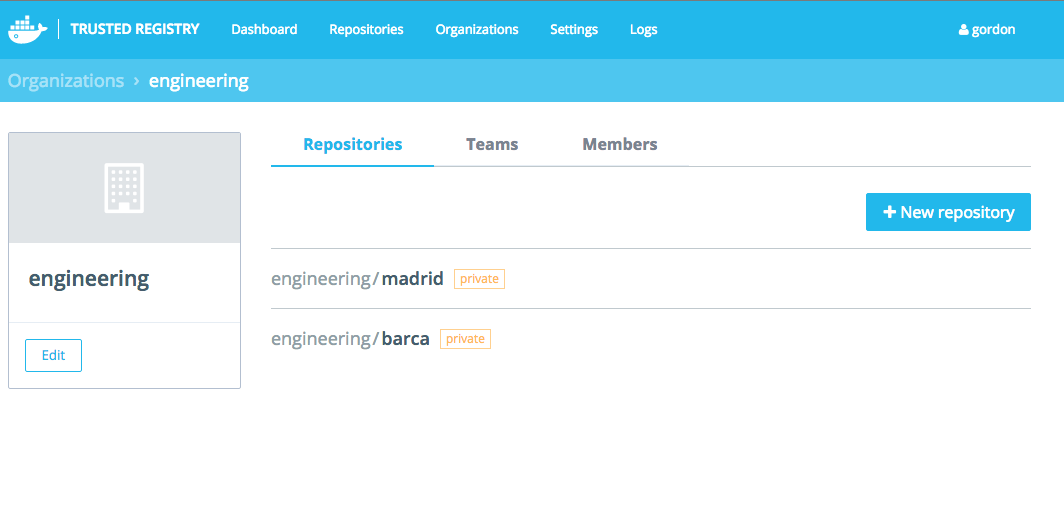 TRUSTED REGISTRY Dashboard Repositories Organizations Settings Logs gordon
Organizations › engineering
Repositories Teams Members
+ New repository
engineering
Edit
engineering/madrid private
engineering/barca private